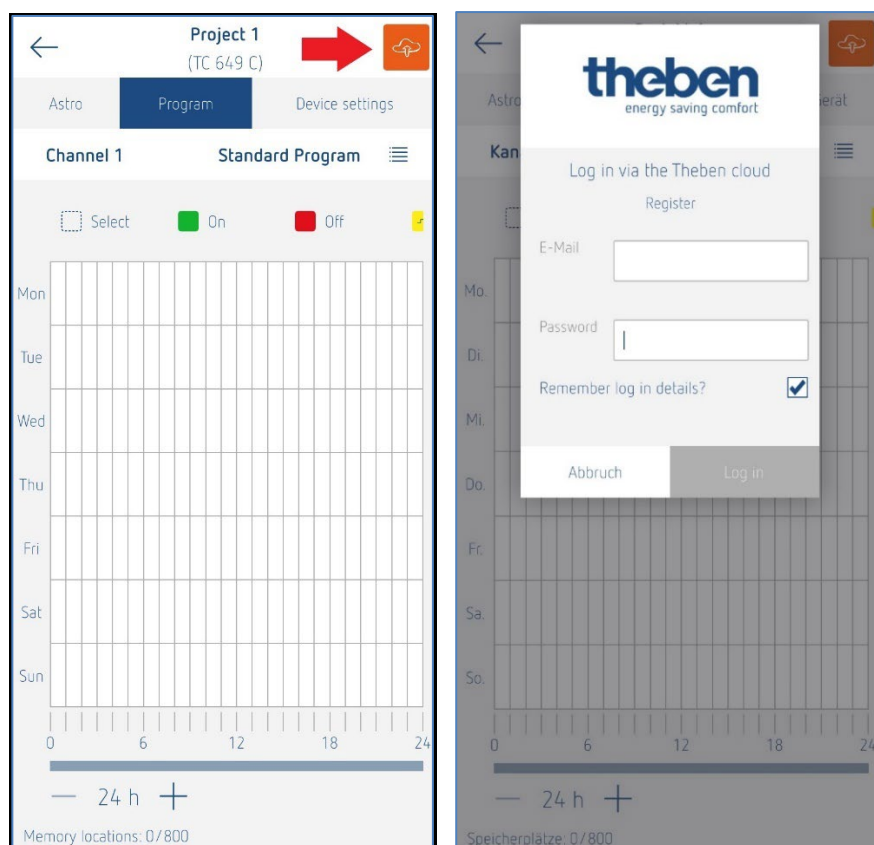 Project 1
(TC 649 C)
Astro Program Device settings
Channel 1 Standard Program
Select On Off
Mon
Tue
Wed
Thu
Fri
Sat
Sun
0 6 12 18 24
24 h
Memory locations: 0/800
theben
energy saving comfort
Astro
erät
Kan
Log in via the Theben cloud
Register
E-Mail
Password
Remember log in details?
Abbruch Log in
Mo.
Di.
Mi.
Do.
Fr.
Sa.
So.
0 6 12 18 24
24 h
Speicherplätze: 0/800